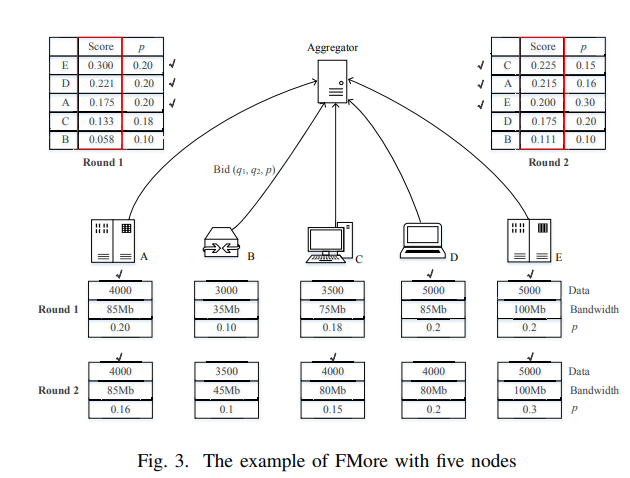 Score p
E 0.300 0.20 ✓
D 0.221 0.20 ✓
A 0.175 0.20 ✓
C 0.133 0.18
B 0.058 0.10
Round 1
Aggregator
Score p
✓ C 0.225 0.15
✓ A 0.215 0.16
✓ E 0.200 0.30
D 0.175 0.20
B 0.111 0.10
Round 2
Bid (q₁, q₂, p)
A B C D E
✓ ✓ ✓
4000 3000 3500 5000 5000 Data
Round 1 85Mb 35Mb 75Mb 85Mb 100Mb Bandwidth
0.20 0.10 0.18 0.2 0.2 p
✓ ✓ ✓
4000 3500 4000 4000 5000 Data
Round 2 85Mb 45Mb 80Mb 80Mb 100Mb Bandwidth
0.16 0.1 0.15 0.2 0.3 p
Fig. 3. The example of FMore with five nodes